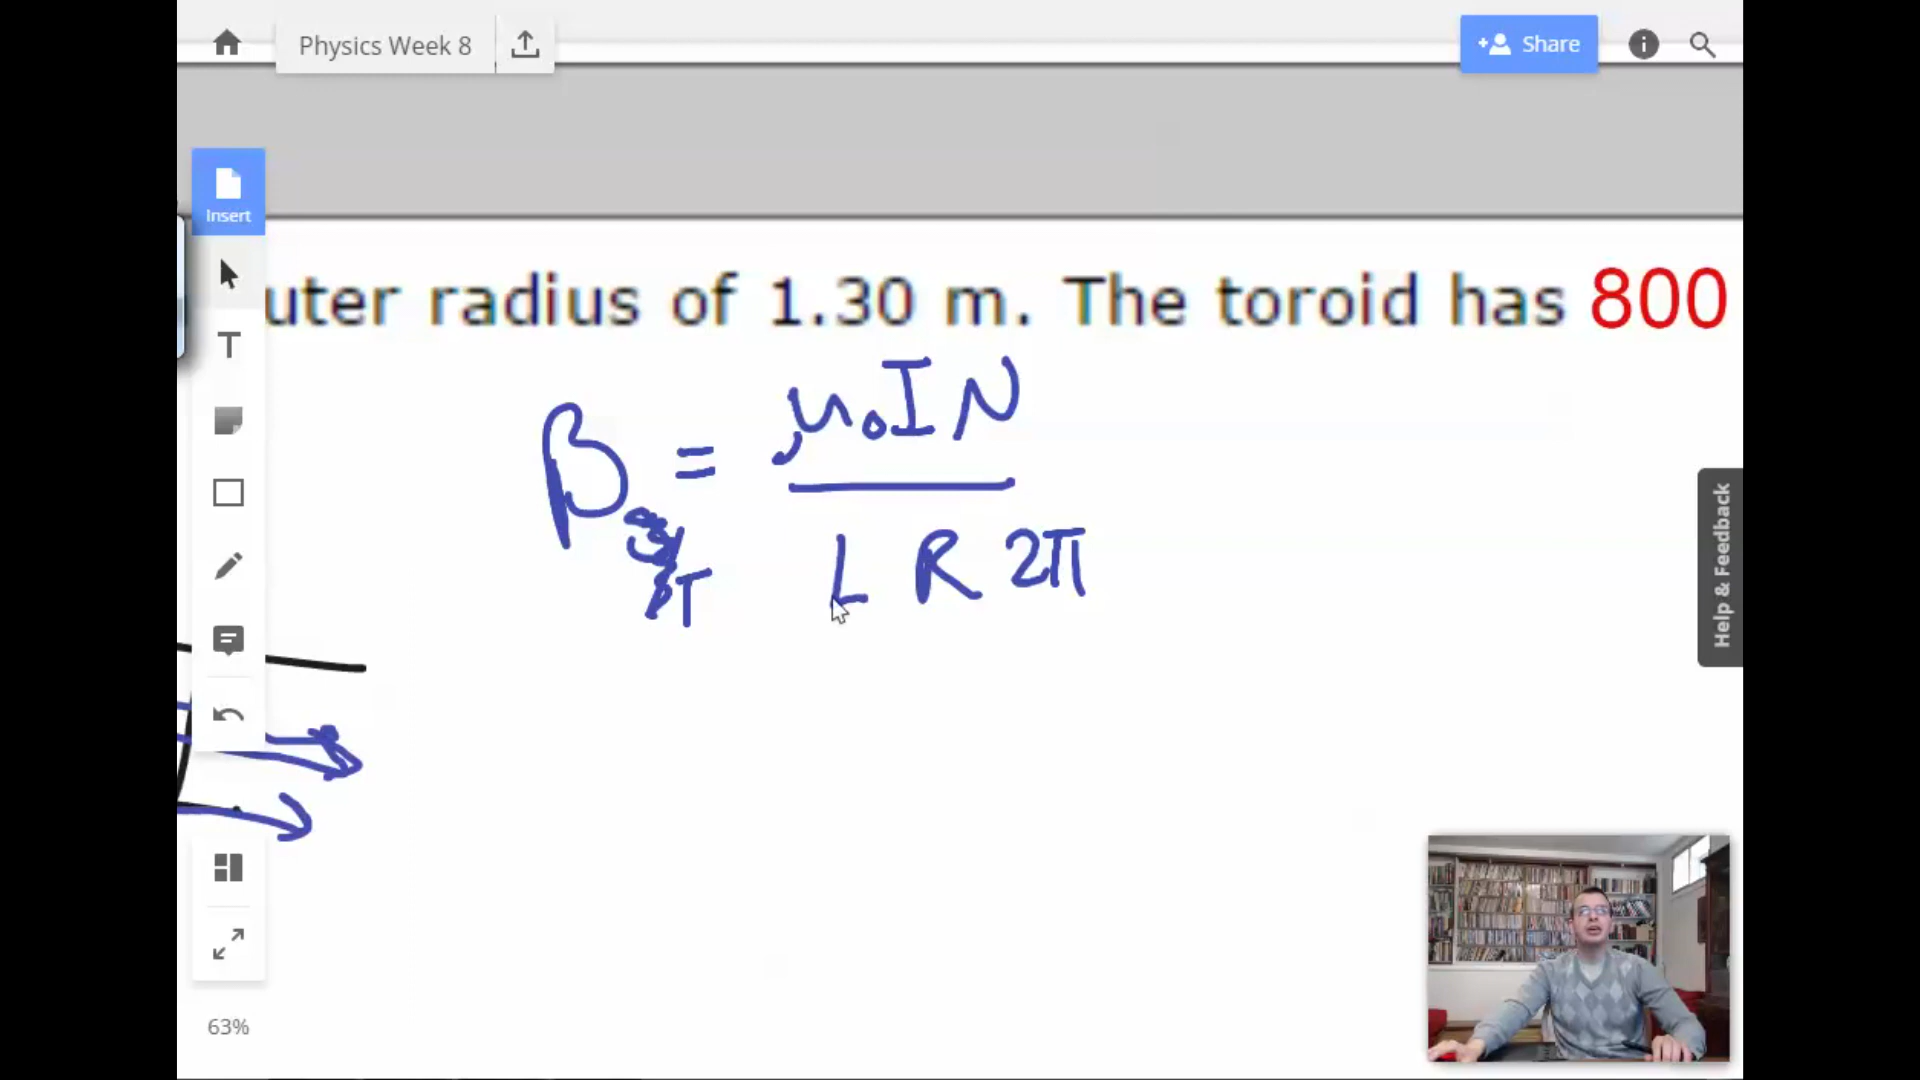 Physics Week 8
Share
Insert
uter radius of 1.30 m. The toroid has 800
T
β = μ₀IN
T
L R 2π
Help & Feedback
63%